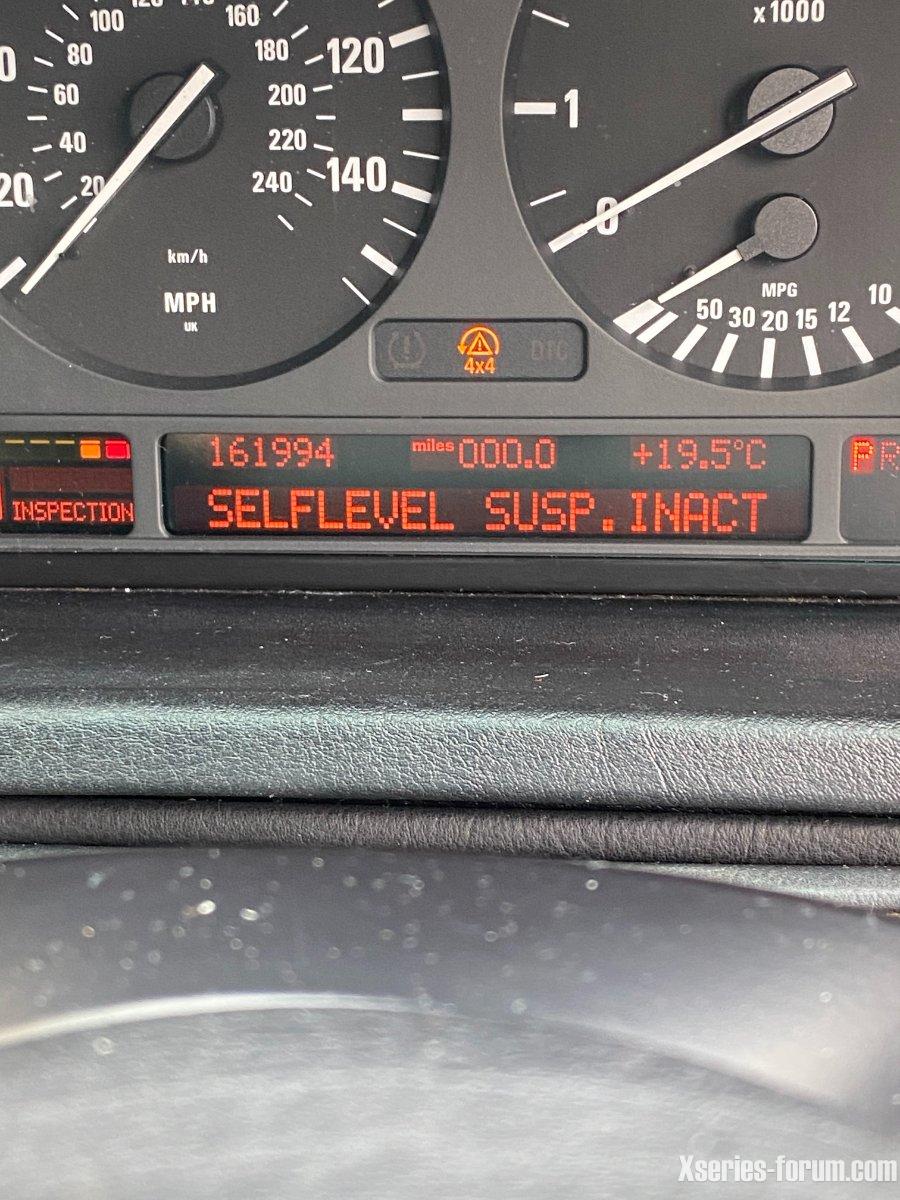 x1000
160
100
180
120
80
60
200
1
40
220
20
20
240
140
0
km/h
MPH
UK
MPG
50 30 20 15 12 10
4x4
DTC
161994 miles 000.0 +19.5°C
P R
INSPECTION
SELFLEVEL SUSP.INACT
Xseries-forum.com